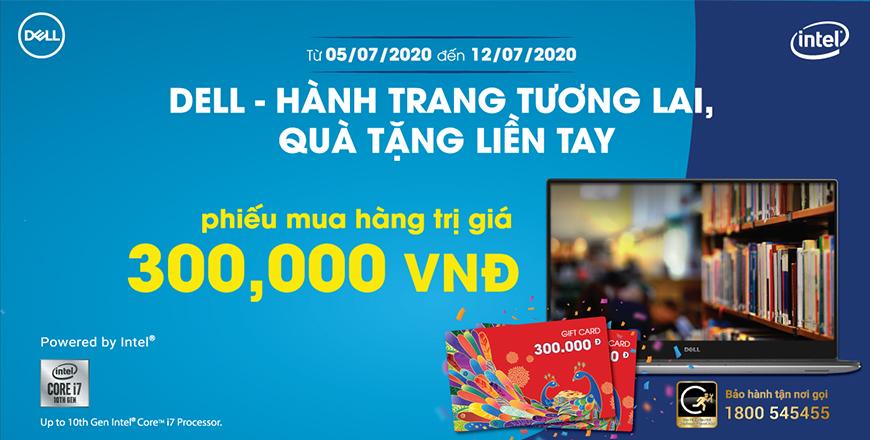 DELL
intel
Từ 05/07/2020 đến 12/07/2020
DELL - HÀNH TRANG TƯƠNG LAI,
QUÀ TẶNG LIỀN TAY
phiếu mua hàng trị giá
300,000 VNĐ
GIFT CARD
300.000 Đ
DELL
Powered by Intel®
intel
CORE i7
10TH GEN
Up to 10th Gen Intel® Core™ i7 Processor.
Bảo hành tận nơi gọi
1800 545455